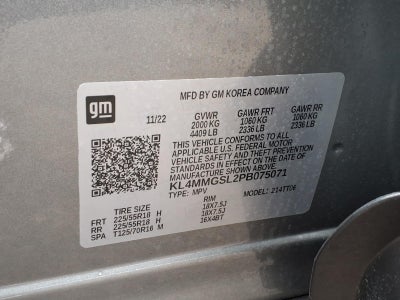 gm
MFD BY GM KOREA COMPANY
11/22 GVWR GAWR FRT GAWR RR
2000 KG 1060 KG 1060 KG
4409 LB 2336 LB 2336 LB
THIS VEHICLE CONFORMS TO ALL
APPLICABLE U.S. FEDERAL MOTOR
VEHICLE SAFETY, BUMPER, AND THEFT
PREVENTION STANDARDS IN EFFECT
ON THE DATE OF
MANUFACTURE SHOWN ABOVE.
KL4MMGSL2PB075071
TYPE: MPV MODEL: 214TT06
TIRE SIZE RIM
FRT 225/55R18 H 18X7.5J
RR 225/55R18 H 18X7.5J
SPA T125/70R16 M 16X4BT